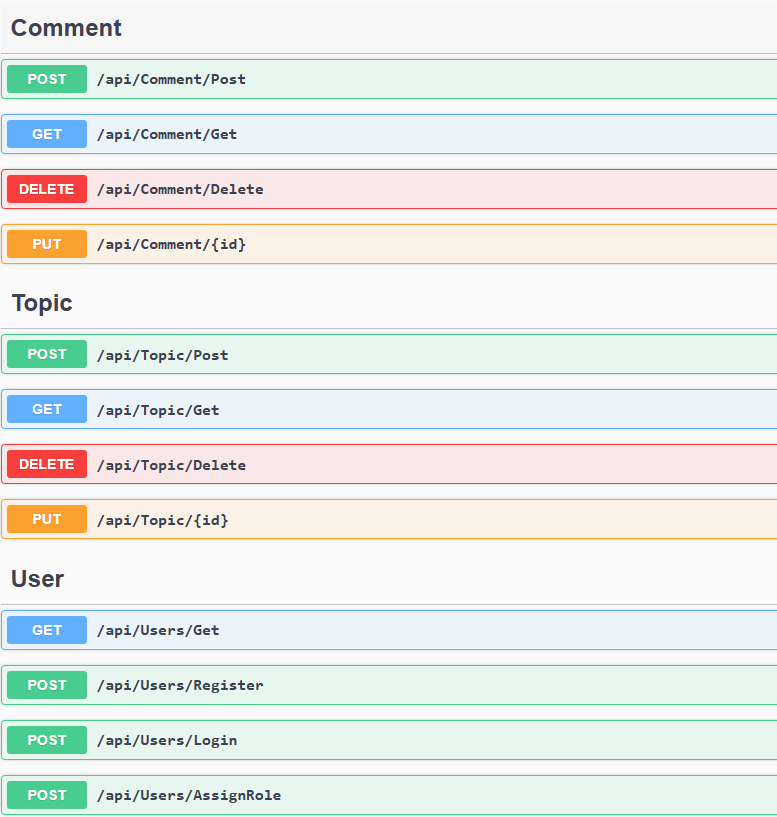 Comment
POST /api/Comment/Post
GET /api/Comment/Get
DELETE /api/Comment/Delete
PUT /api/Comment/{id}
Topic
POST /api/Topic/Post
GET /api/Topic/Get
DELETE /api/Topic/Delete
PUT /api/Topic/{id}
User
GET /api/Users/Get
POST /api/Users/Register
POST /api/Users/Login
POST /api/Users/AssignRole